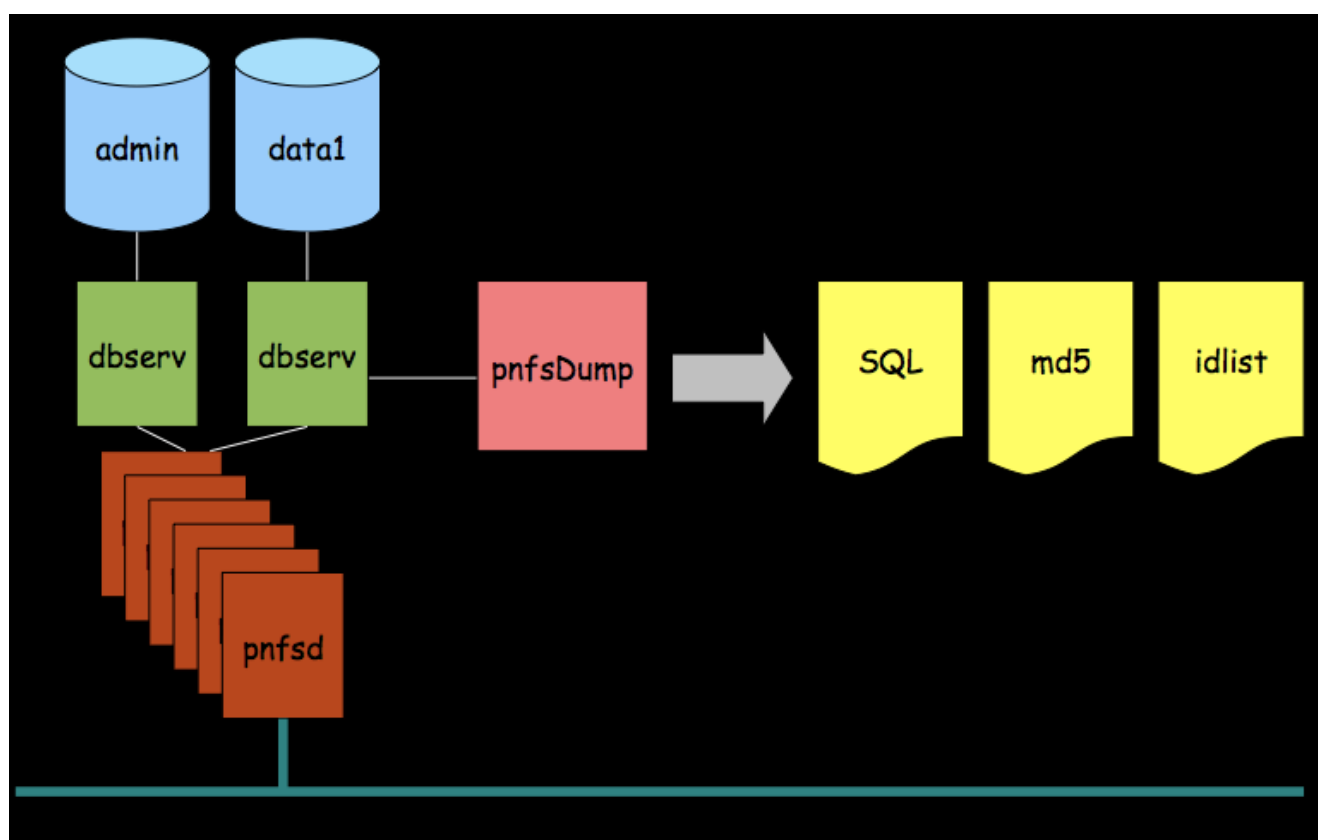 admin
data1
dbserv
dbserv
pnfsDump
SQL
md5
idlist
pnfsd